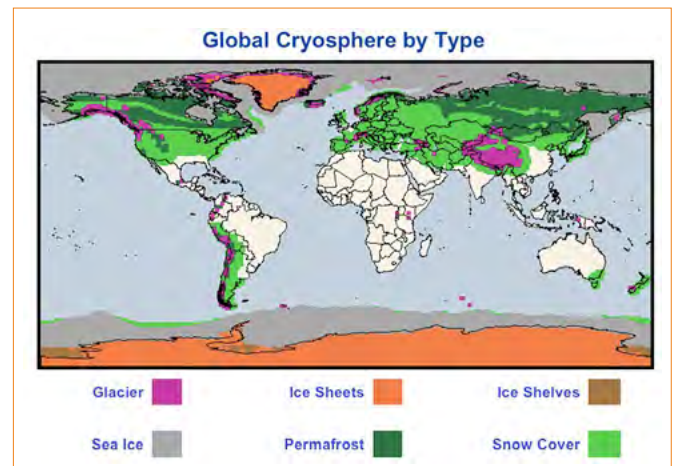 Global Cryosphere by Type
Glacier Ice Sheets Ice Shelves
Sea Ice Permafrost Snow Cover